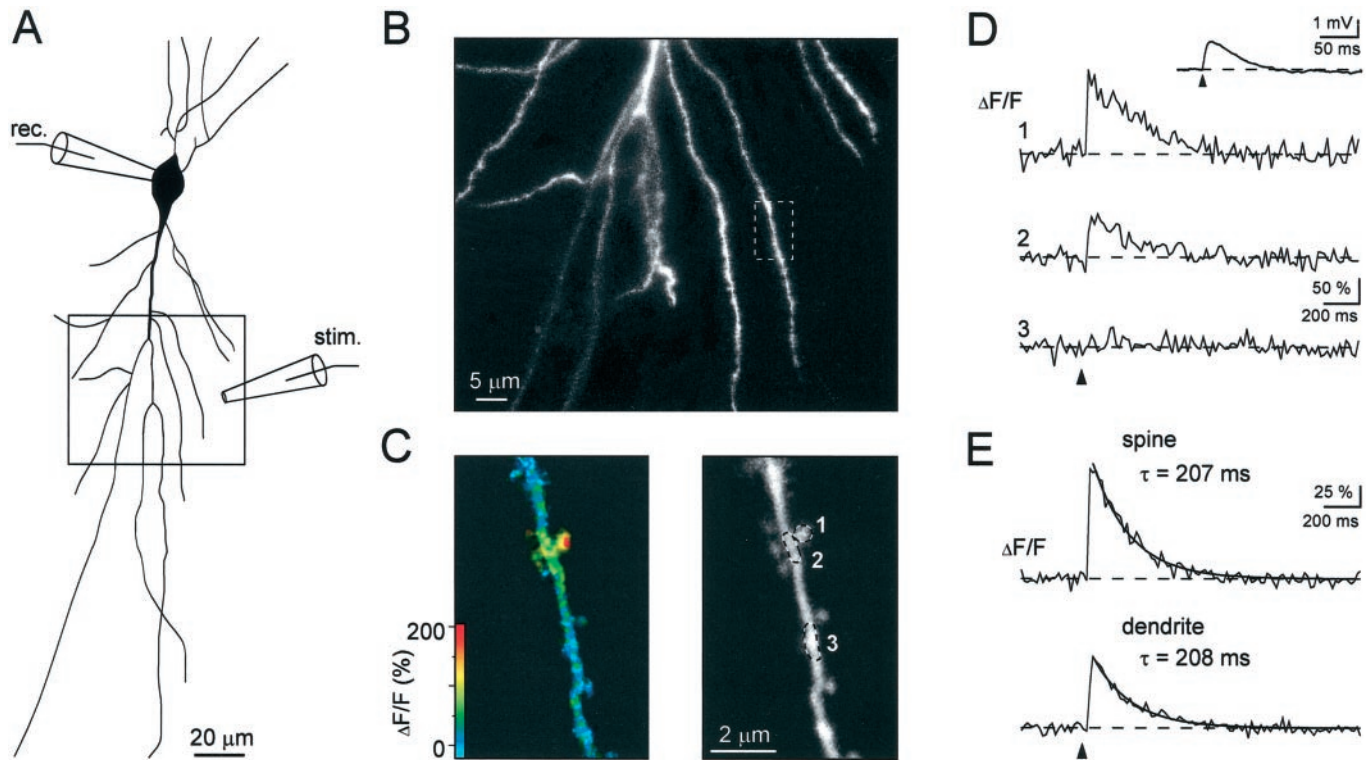 A
rec.
stim.
20 μm
B
5 μm
C
200
ΔF/F (%)
0
1
2
3
2 μm
D
1 mV
50 ms
ΔF/F
1
2
50 %
200 ms
3
E
spine
τ = 207 ms
25 %
200 ms
ΔF/F
dendrite
τ = 208 ms